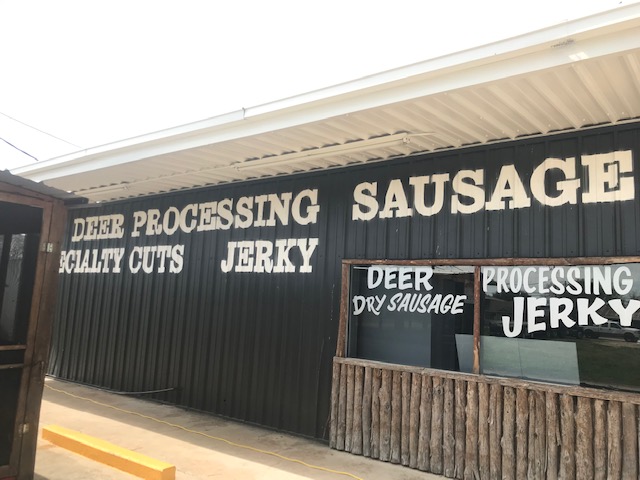 DEER PROCESSING SAUSAGE
ECIALTY CUTS JERKY
DEER PROCESSING
DRY SAUSAGE JERKY